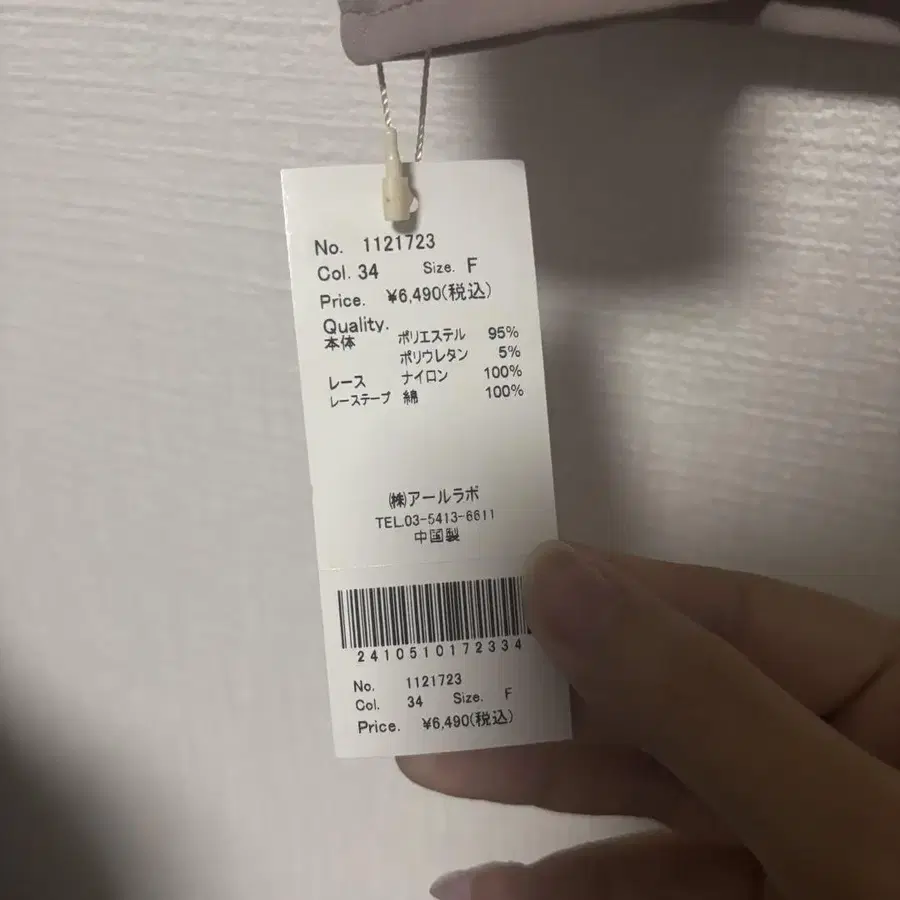 No. 1121723
Col. 34 Size. F
Price. ¥6,490(税込)
Quality.
本体 ポリエステル 95%
ポリウレタン 5%
レース ナイロン 100%
レーステープ 綿 100%
㈱アールラボ
TEL.03-5413-6611
中国製
2410510172334
No. 1121723
Col. 34 Size. F
Price. ¥6,490(税込)